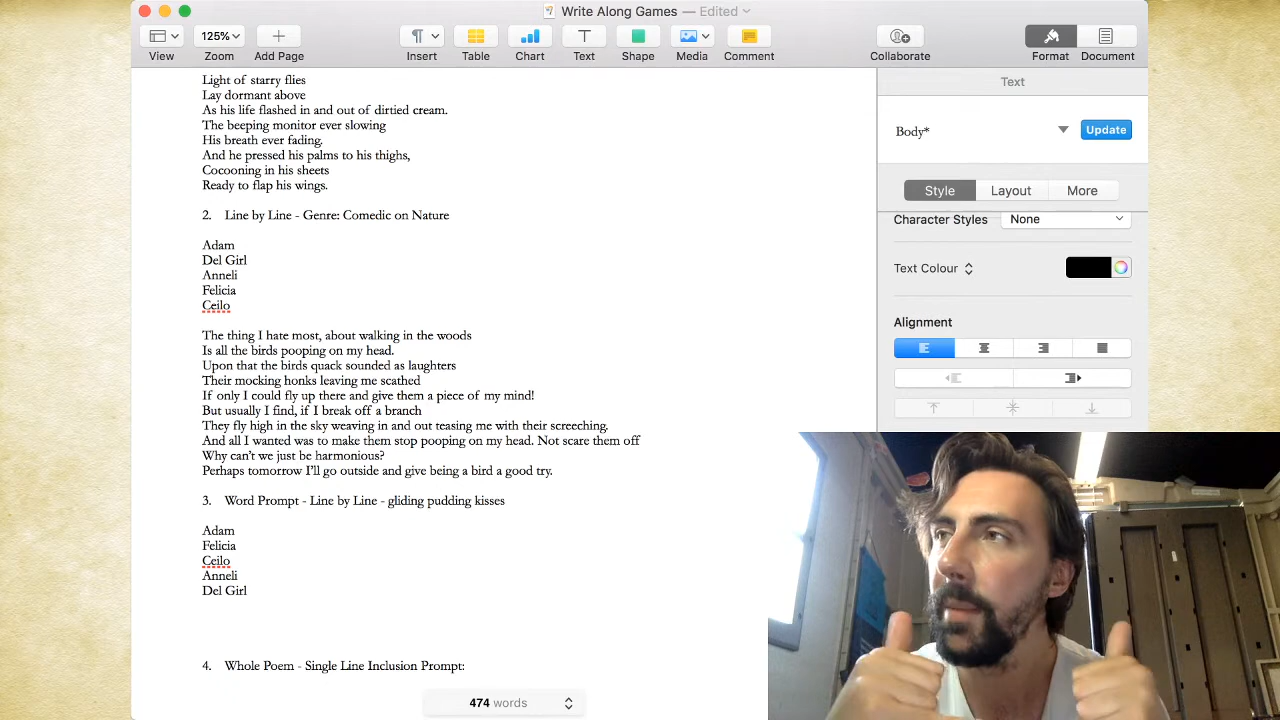 Write Along Games — Edited
125%
View
Zoom
Add Page
Insert
Table
Chart
Text
Shape
Media
Comment
Collaborate
Format
Document
Light of starry flies
Lay dormant above
As his life flashed in and out of dirtied cream.
The beeping monitor ever slowing
His breath ever fading.
And he pressed his palms to his thighs,
Cocooning in his sheets
Ready to flap his wings.
2. Line by Line - Genre: Comedic on Nature
Adam
Del Girl
Anneli
Felicia
Ceilo
The thing I hate most, about walking in the woods
Is all the birds pooping on my head.
Upon that the birds quack sounded as laughters
Their mocking honks leaving me scathed
If only I could fly up there and give them a piece of my mind!
But usually I find, if I break off a branch
They fly high in the sky weaving in and out teasing me with their screeching.
And all I wanted was to make them stop pooping on my head. Not scare them off
Why can't we just be harmonious?
Perhaps tomorrow I'll go outside and give being a bird a good try.
3. Word Prompt - Line by Line - gliding pudding kisses
Adam
Felicia
Ceilo
Anneli
Del Girl
4. Whole Poem - Single Line Inclusion Prompt:
474 words
Text
Body*
Update
Style
Layout
More
Character Styles
None
Text Colour
Alignment